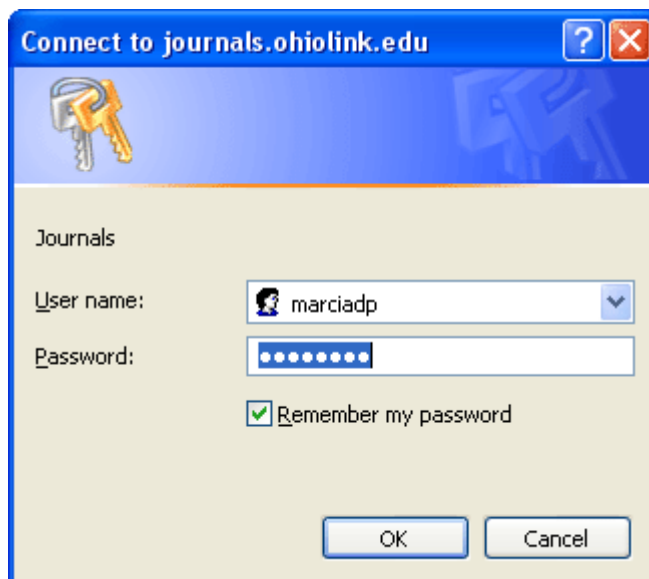 Connect to journals.ohiolink.edu
Journals
User name: marciadp
Password: ●●●●●●●●
Remember my password
OK Cancel